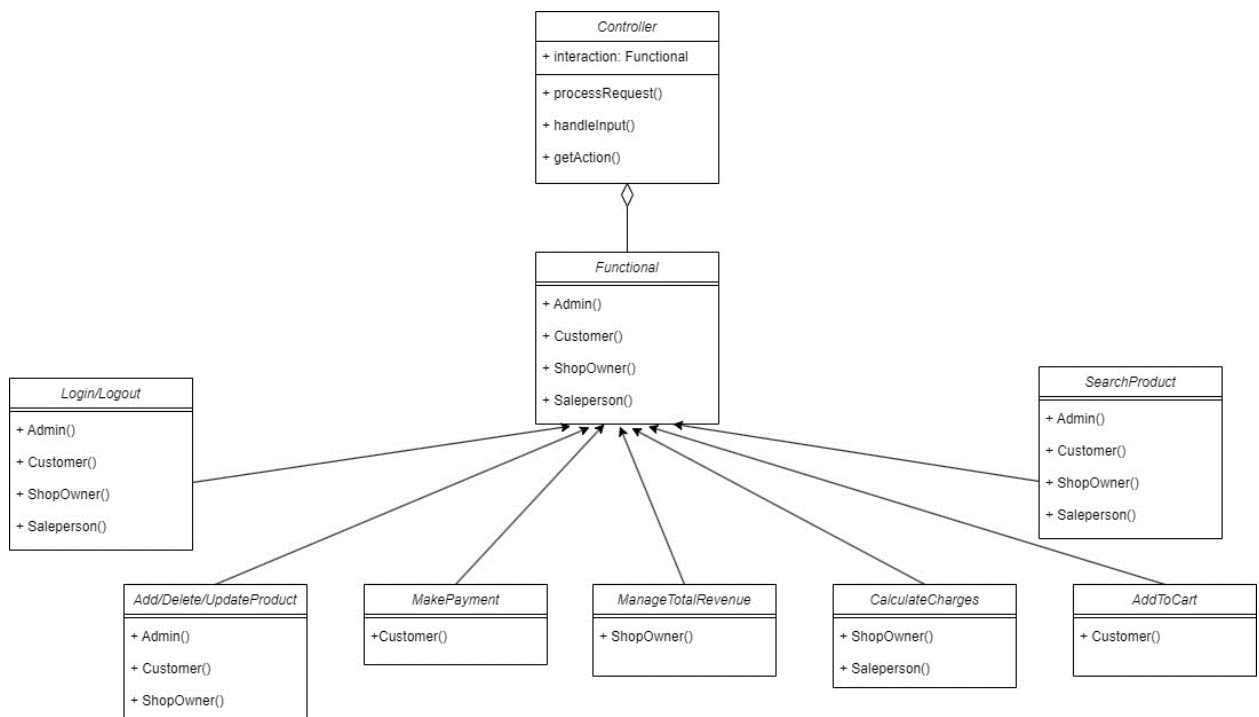 Controller
+ interaction: Functional
+ processRequest()
+ handleInput()
+ getAction()
Functional
+ Admin()
+ Customer()
+ ShopOwner()
+ Saleperson()
Login/Logout
+ Admin()
+ Customer()
+ ShopOwner()
+ Saleperson()
SearchProduct
+ Admin()
+ Customer()
+ ShopOwner()
+ Saleperson()
Add/Delete/UpdateProduct
+ Admin()
+ Customer()
+ ShopOwner()
MakePayment
+Customer()
ManageTotalRevenue
+ ShopOwner()
CalculateCharges
+ ShopOwner()
+ Saleperson()
AddToCart
+ Customer()